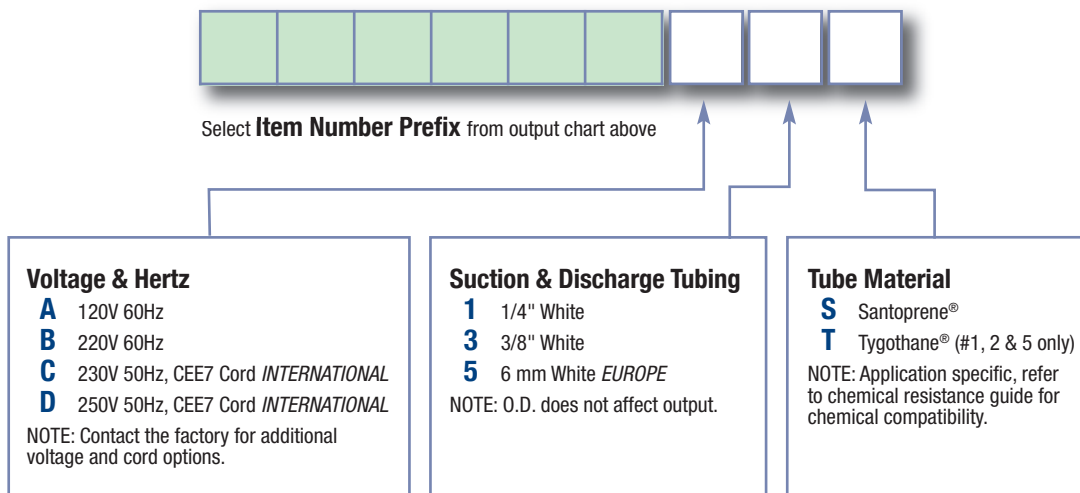 Select Item Number Prefix from output chart above
Voltage & Hertz
A 120V 60Hz
B 220V 60Hz
C 230V 50Hz, CEE7 Cord INTERNATIONAL
D 250V 50Hz, CEE7 Cord INTERNATIONAL
NOTE: Contact the factory for additional
voltage and cord options.
Suction & Discharge Tubing
1 1/4" White
3 3/8" White
5 6 mm White EUROPE
NOTE: O.D. does not affect output.
Tube Material
S Santoprene®
T Tygothane® (#1, 2 & 5 only)
NOTE: Application specific, refer
to chemical resistance guide for
chemical compatibility.